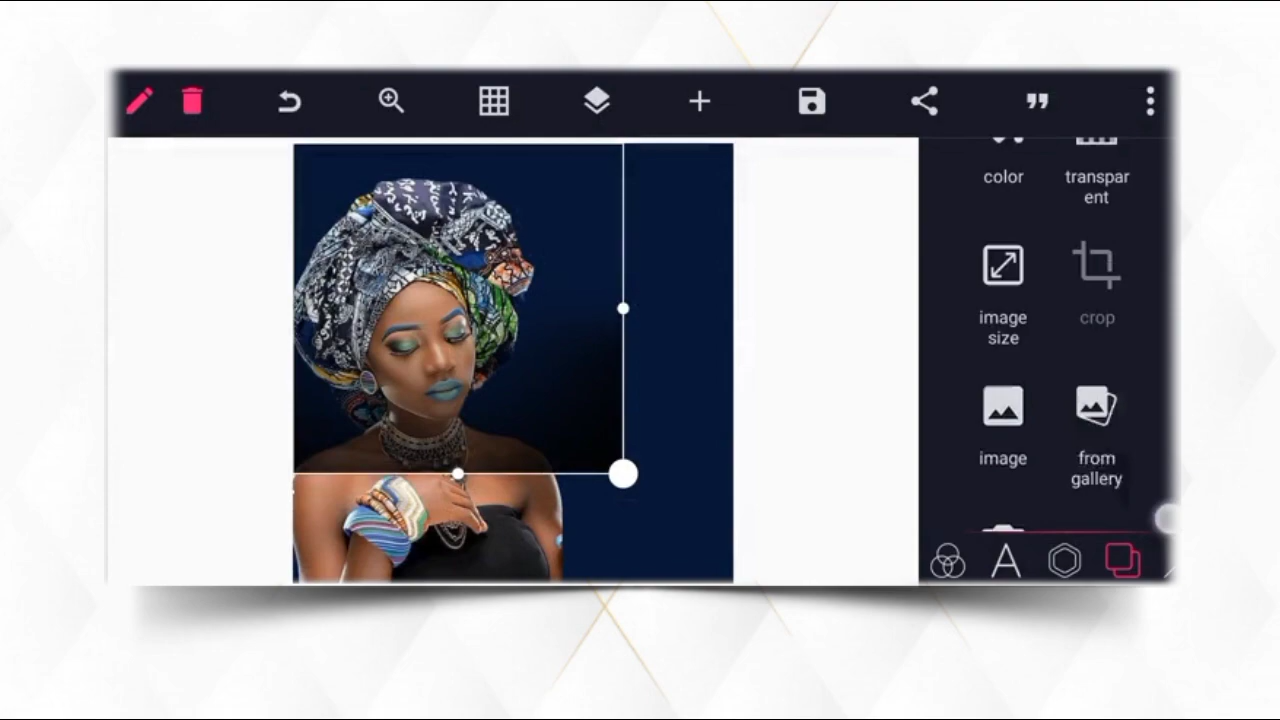 color
transpar
ent
image
size
crop
image
from
gallery
A